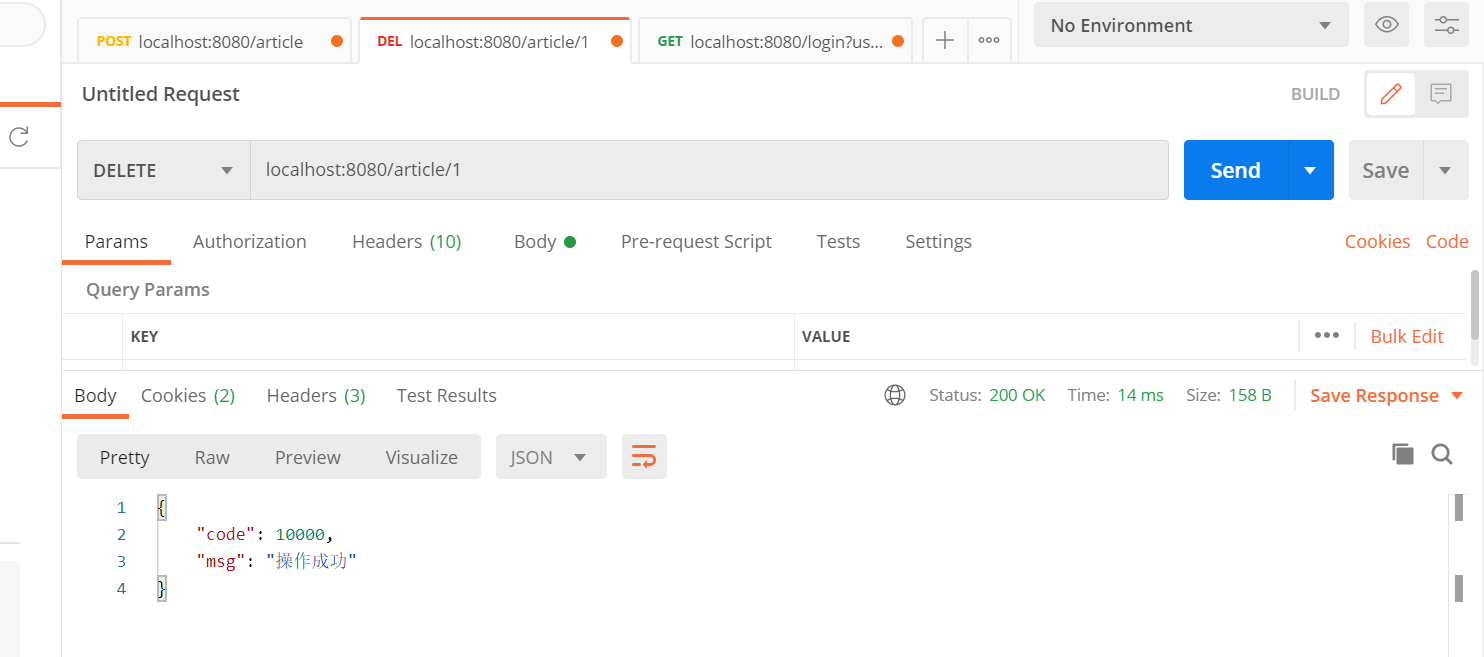 POST localhost:8080/article DEL localhost:8080/article/1 GET localhost:8080/login?us... No Environment
Untitled Request BUILD
DELETE localhost:8080/article/1 Send Save
Params Authorization Headers (10) Body Pre-request Script Tests Settings Cookies Code
Query Params
KEY VALUE Bulk Edit
Body Cookies (2) Headers (3) Test Results Status: 200 OK Time: 14 ms Size: 158 B Save Response
Pretty Raw Preview Visualize JSON
1 {
2 "code": 10000,
3 "msg": "操作成功"
4 }